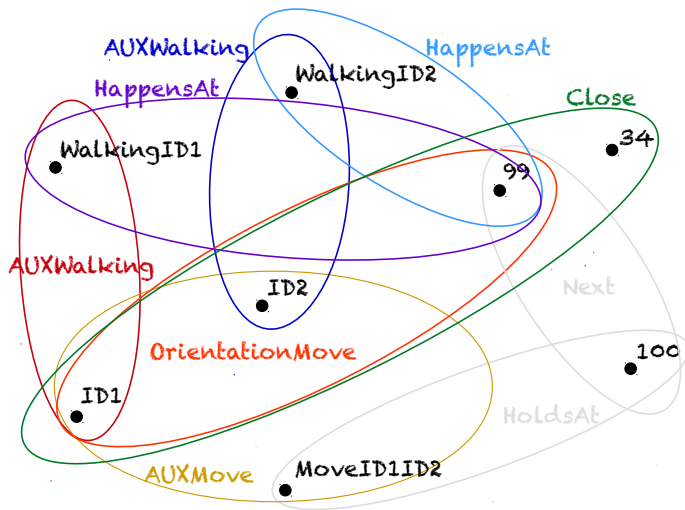 AUXWalking
HappensAt
WalkingID2
HappensAt
Close
34
WalkingID1
99
AUXWalking
ID2
Next
OrientationMove
100
ID1
HoldsAt
AUXMove
MoveID1ID2